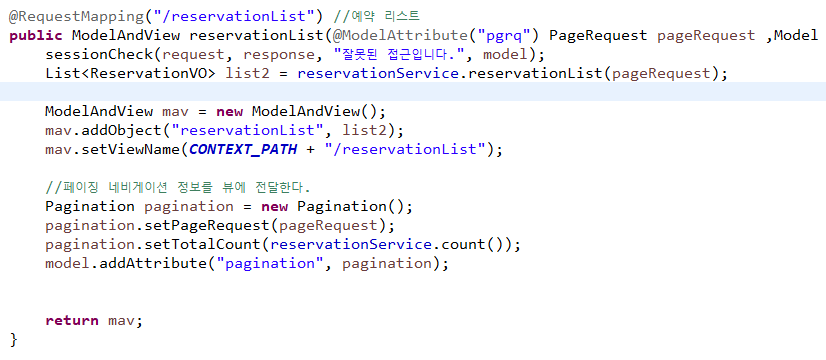 @RequestMapping("/reservationList") //예약 리스트
public ModelAndView reservationList(@ModelAttribute("pgrq") PageRequest pageRequest ,Model
sessionCheck(request, response, "잘못된 접근입니다.", model);
List<ReservationVO> list2 = reservationService.reservationList(pageRequest);
ModelAndView mav = new ModelAndView();
mav.addObject("reservationList", list2);
mav.setViewName(CONTEXT_PATH + "/reservationList");
//페이징 네비게이션 정보를 뷰에 전달한다.
Pagination pagination = new Pagination();
pagination.setPageRequest(pageRequest);
pagination.setTotalCount(reservationService.count());
model.addAttribute("pagination", pagination);
return mav;
}